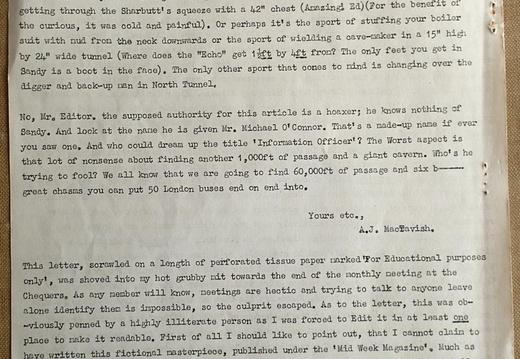 getting through the Sharbutt's squeeze with a 42" chest (Amazing! Ed)(For the benefit of
the curious, it was cold and painful). Or perhaps it's the sport of stuffing your boiler
suit with mud from the neck downwards or the sport of wielding a cave-maker in a 15" high
by 24" wide tunnel (Where does the "Echo" get by 4ft from? The only feet you get in
Sandy is a boot in the face). The only other sport that comes to mind is changing over the
digger and back-up man in North Tunnel.
No, Mr. Editor. the supposed authority for this article is a hoaxer; he knows nothing of
Sandy. And look at the name he is given Mr. Michael O'Connor. That's a made-up name if ever
you saw one. And who could dream up the title 'Information Officer'? The Worst aspect is
that lot of nonsense about finding another 1,000ft of passage and a giant cavern. Who's he
trying to fool? We all know that we are going to find 60,000ft of passage and six b-----
great chasms you can put 50 London buses end on end into.
Yours etc.,
A.J. MacTavish.
This letter, scrawled on a length of perforated tissue paper marked'For Educational purposes
only', was shoved into my hot grubby mit towards the end of the monthly meeting at the
Chequers. As any member will know, meetings are hectic and trying to talk to anyone leave
alone identify them is impossible, so the culprit escaped. As to the letter, this was ob-
-viously penned by a highly illiterate person as I was forced to Edit it in at least one
place to make it readable. First of all I should like to point out, that I cannot claim to
have written this fictional masterpiece, published under the 'Mid Week Magazine'. Much as